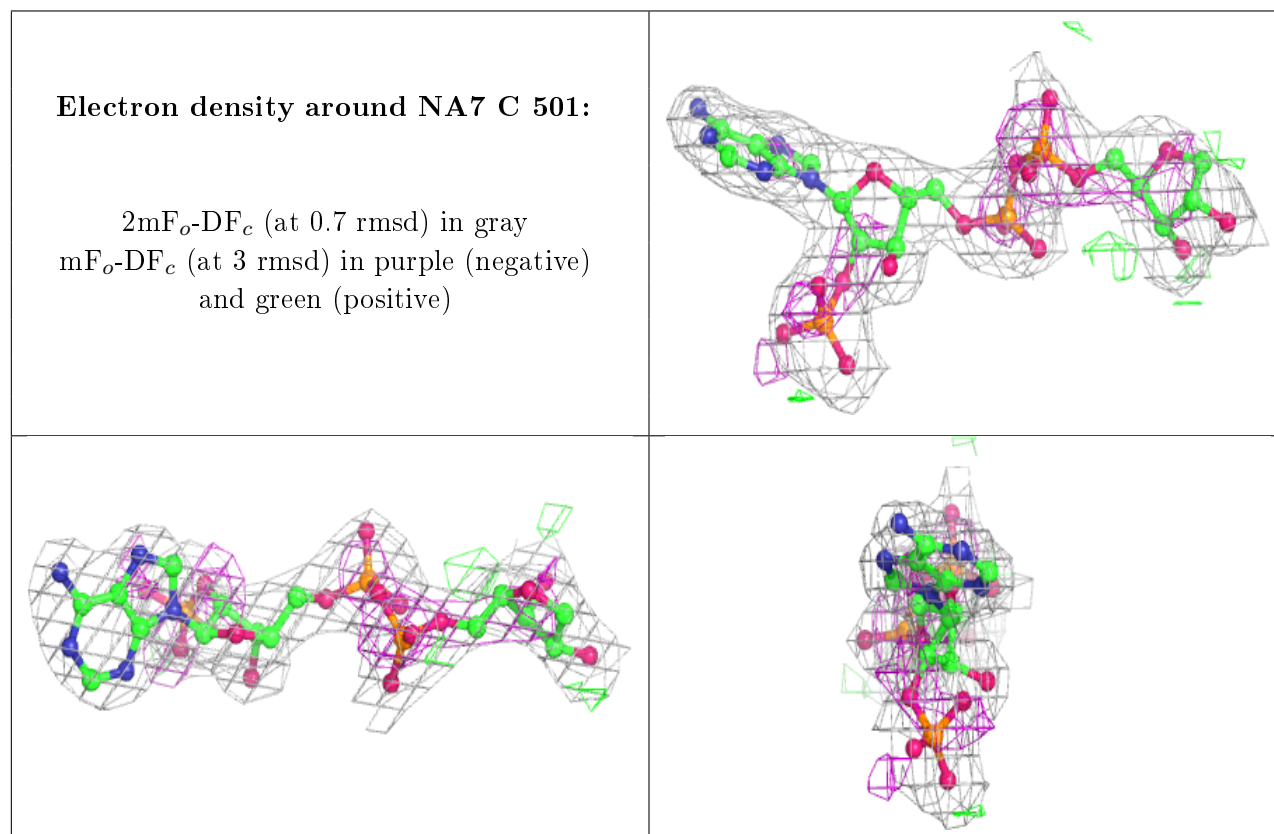 Electron density around NA7 C 501:
2mFo-DFc (at 0.7 rmsd) in gray
mFo-DFc (at 3 rmsd) in purple (negative)
and green (positive)